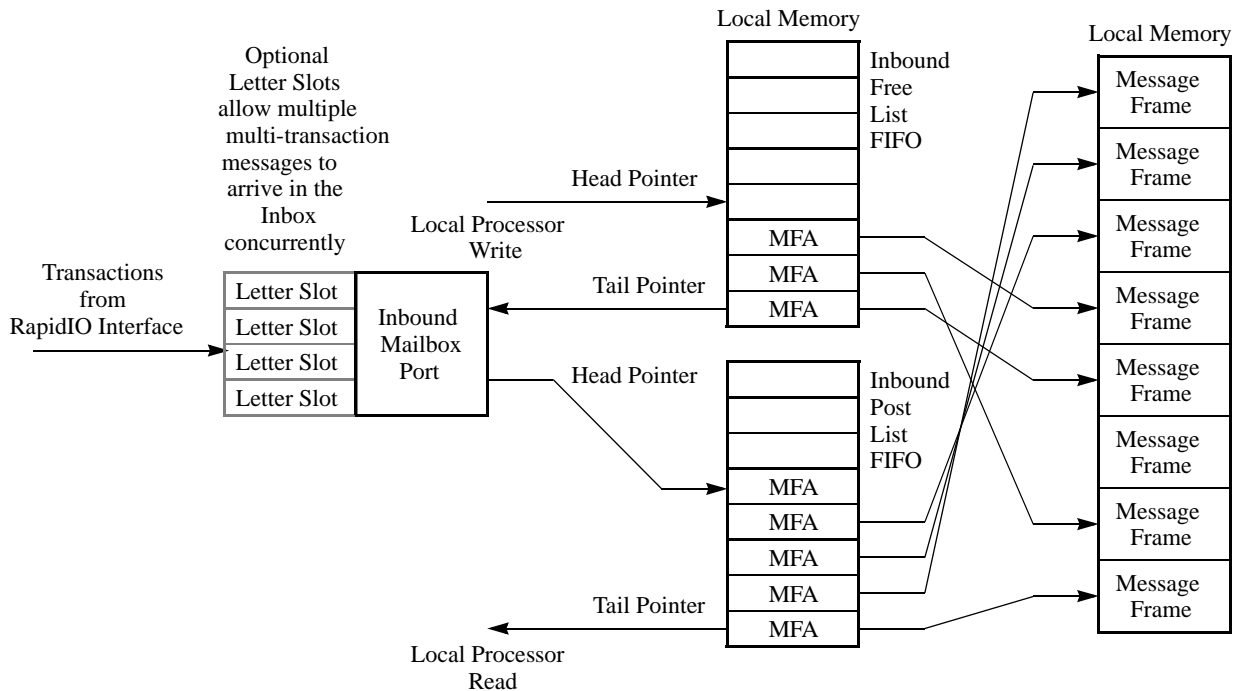 Optional
Letter Slots
allow multiple
multi-transaction
messages to
arrive in the
Inbox
concurrently
Transactions
from
RapidIO Interface
Letter Slot
Letter Slot
Letter Slot
Letter Slot
Inbound
Mailbox
Port
Head Pointer
Local Processor
Write
Tail Pointer
Head Pointer
Tail Pointer
Local Processor
Read
Local Memory
MFA
MFA
MFA
Inbound
Free
List
FIFO
MFA
MFA
MFA
MFA
MFA
Inbound
Post
List
FIFO
Local Memory
Message
Frame
Message
Frame
Message
Frame
Message
Frame
Message
Frame
Message
Frame
Message
Frame
Message
Frame